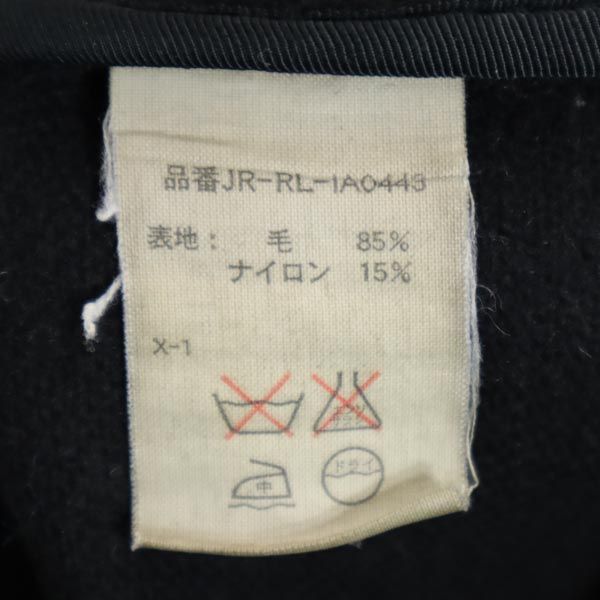 品番JR-RL-1A0443
表地: 毛 85%
ナイロン 15%
X-1
中 ドライ